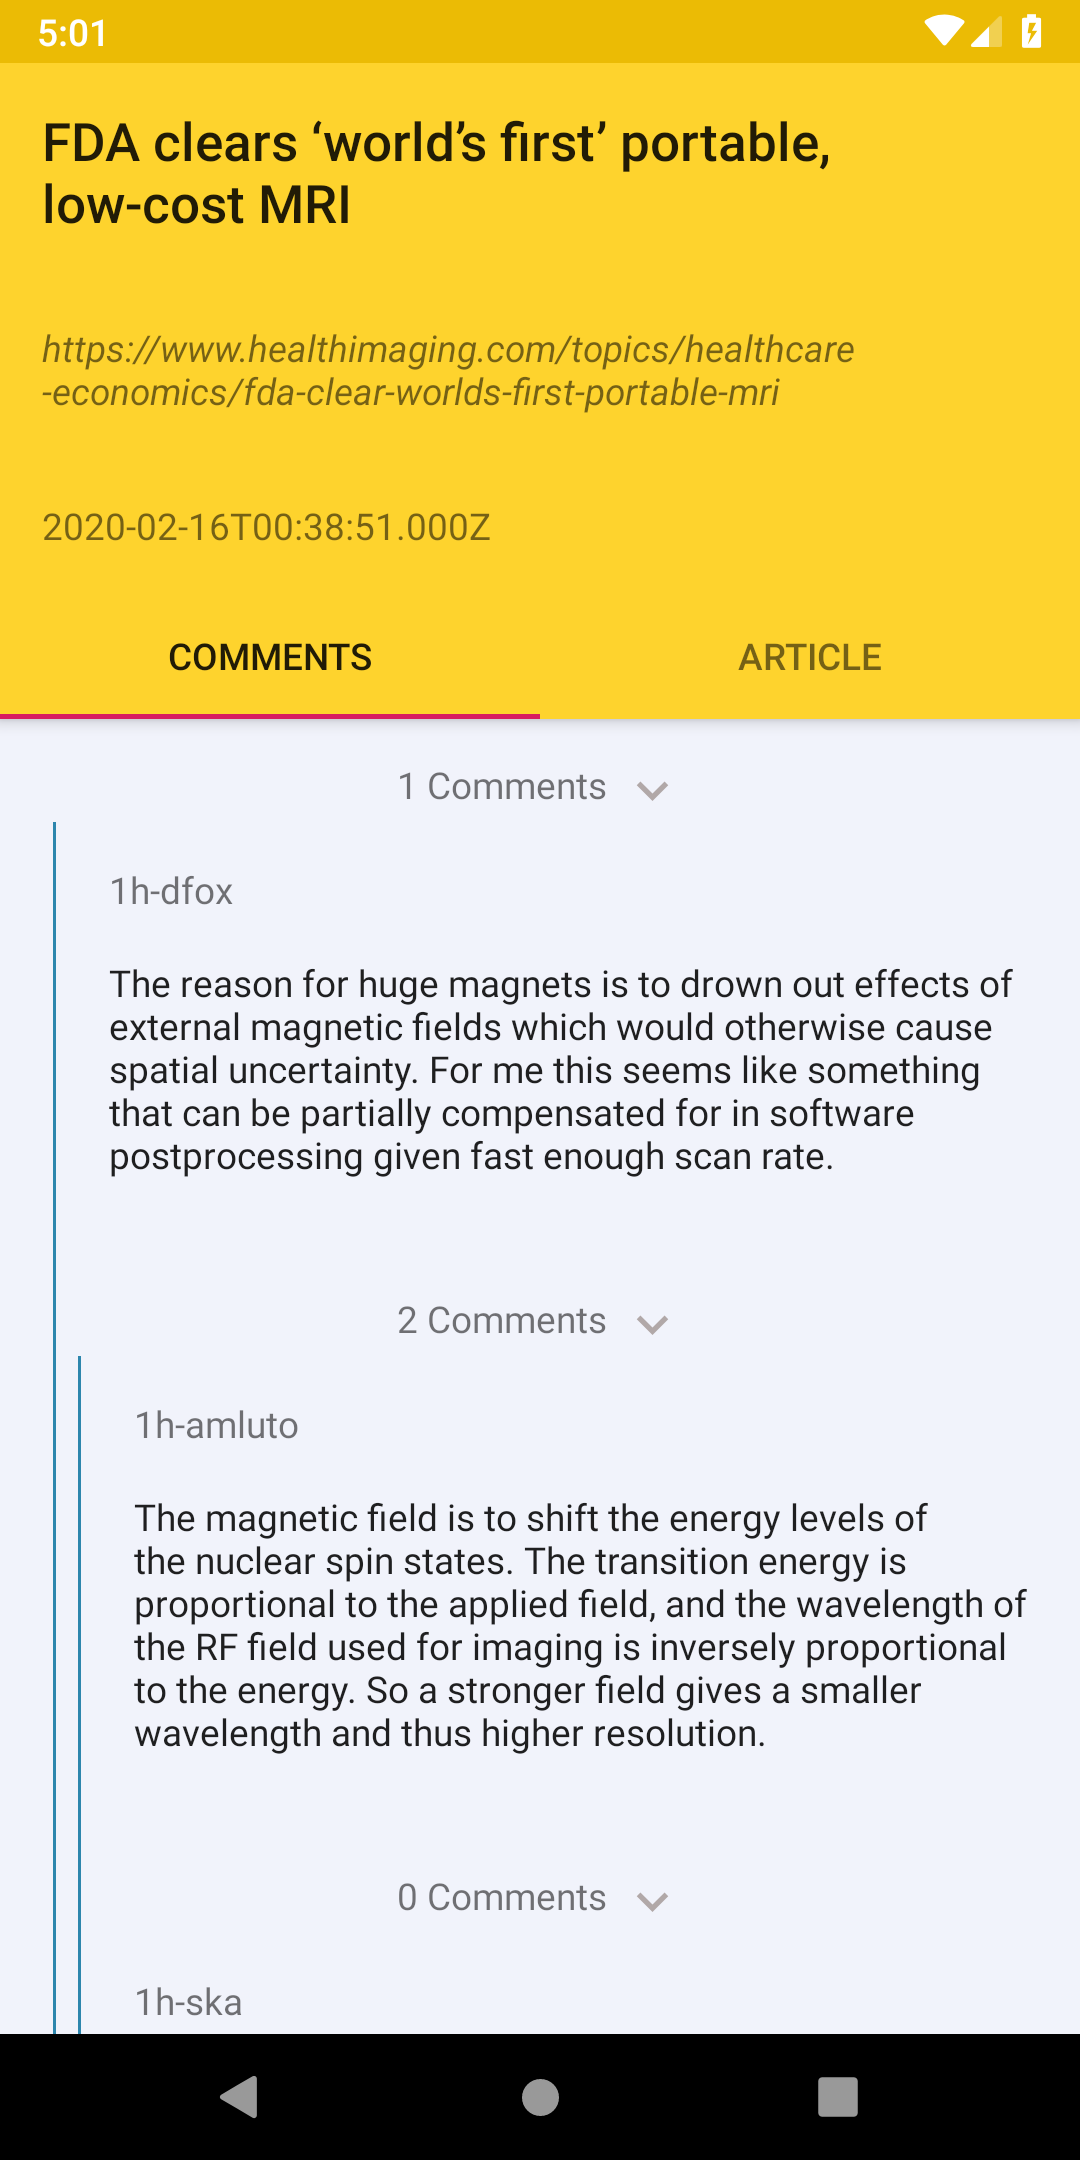 5:01
FDA clears ‘world’s first’ portable,
low-cost MRI
https://www.healthimaging.com/topics/healthcare
-economics/fda-clear-worlds-first-portable-mri
2020-02-16T00:38:51.000Z
COMMENTS
ARTICLE
1 Comments
1h-dfox
The reason for huge magnets is to drown out effects of
external magnetic fields which would otherwise cause
spatial uncertainty. For me this seems like something
that can be partially compensated for in software
postprocessing given fast enough scan rate.
2 Comments
1h-amluto
The magnetic field is to shift the energy levels of
the nuclear spin states. The transition energy is
proportional to the applied field, and the wavelength of
the RF field used for imaging is inversely proportional
to the energy. So a stronger field gives a smaller
wavelength and thus higher resolution.
0 Comments
1h-ska